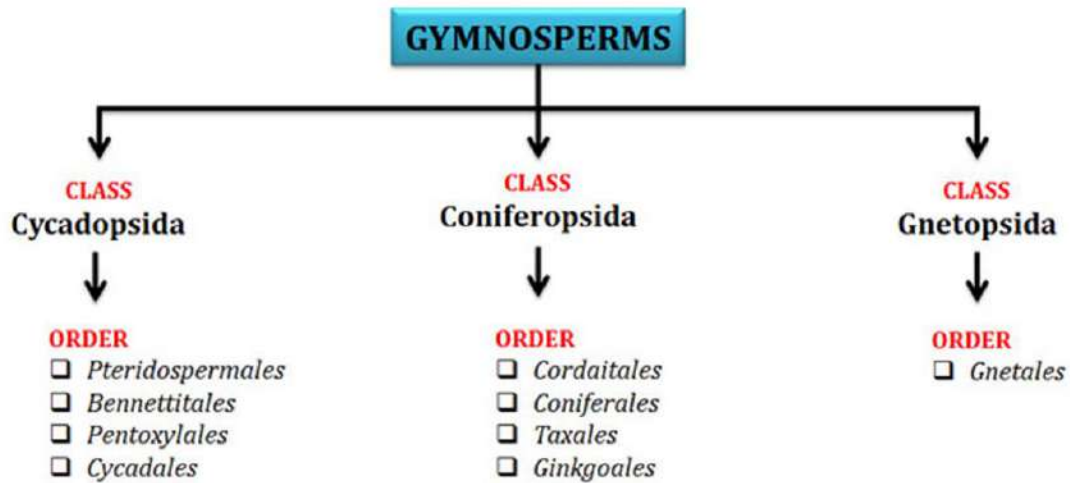 GYMNOSPERMS
CLASS
Cycadopsida
ORDER
Pteridospermales
Bennettitales
Pentoxylales
Cycadales
CLASS
Coniferopsida
ORDER
Cordaitales
Coniferales
Taxales
Ginkgoales
CLASS
Gnetopsida
ORDER
Gnetales